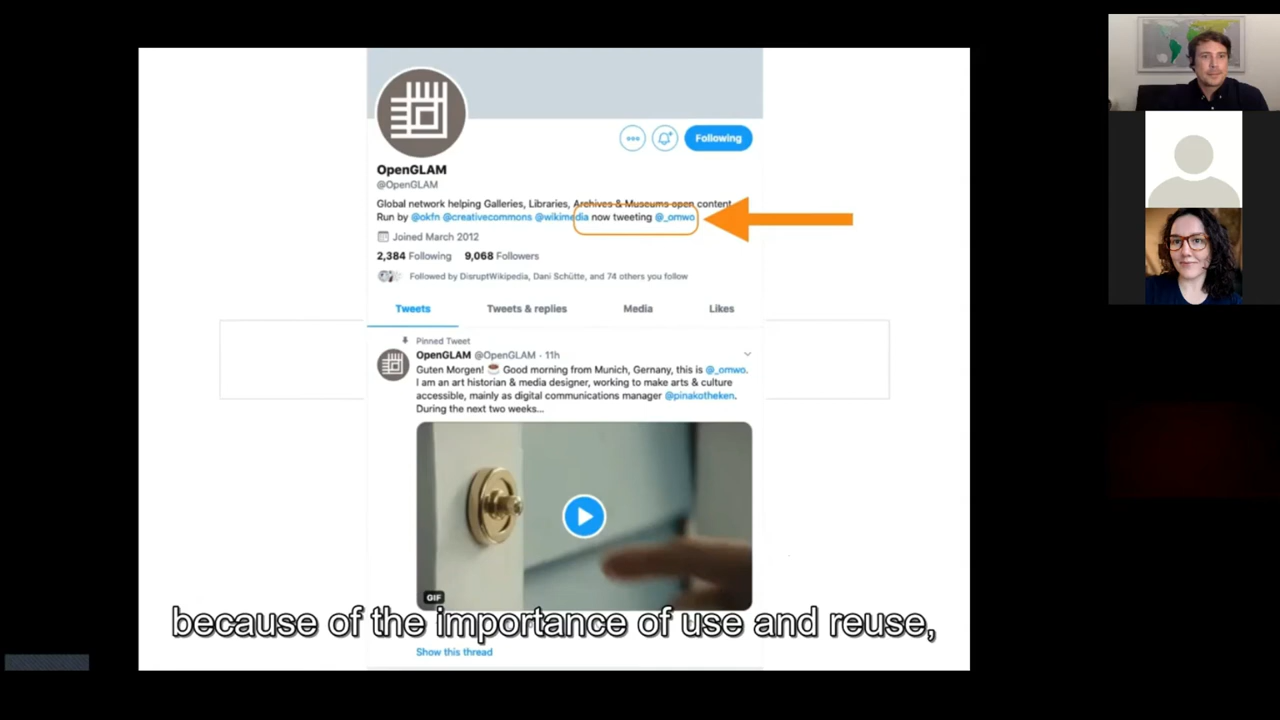 Following
OpenGLAM
@OpenGLAM
Global network helping Galleries, Libraries, Archives & Museums open content.
Run by @okfn @creativecommons @wikimedia now tweeting @_omwo
Joined March 2012
2,384 Following 9,068 Followers
Followed by DisruptWikipedia, Dani Schütte, and 74 others you follow
Tweets Tweets & replies Media Likes
Pinned Tweet
OpenGLAM @OpenGLAM · 11h
Guten Morgen! ☕ Good morning from Munich, Gernany, this is @_omwo.
I am an art historian & media designer, working to make arts & culture
accessible, mainly as digital communications manager @pinakotheken.
During the next two weeks...
GIF
because of the importance of use and reuse,
Show this thread